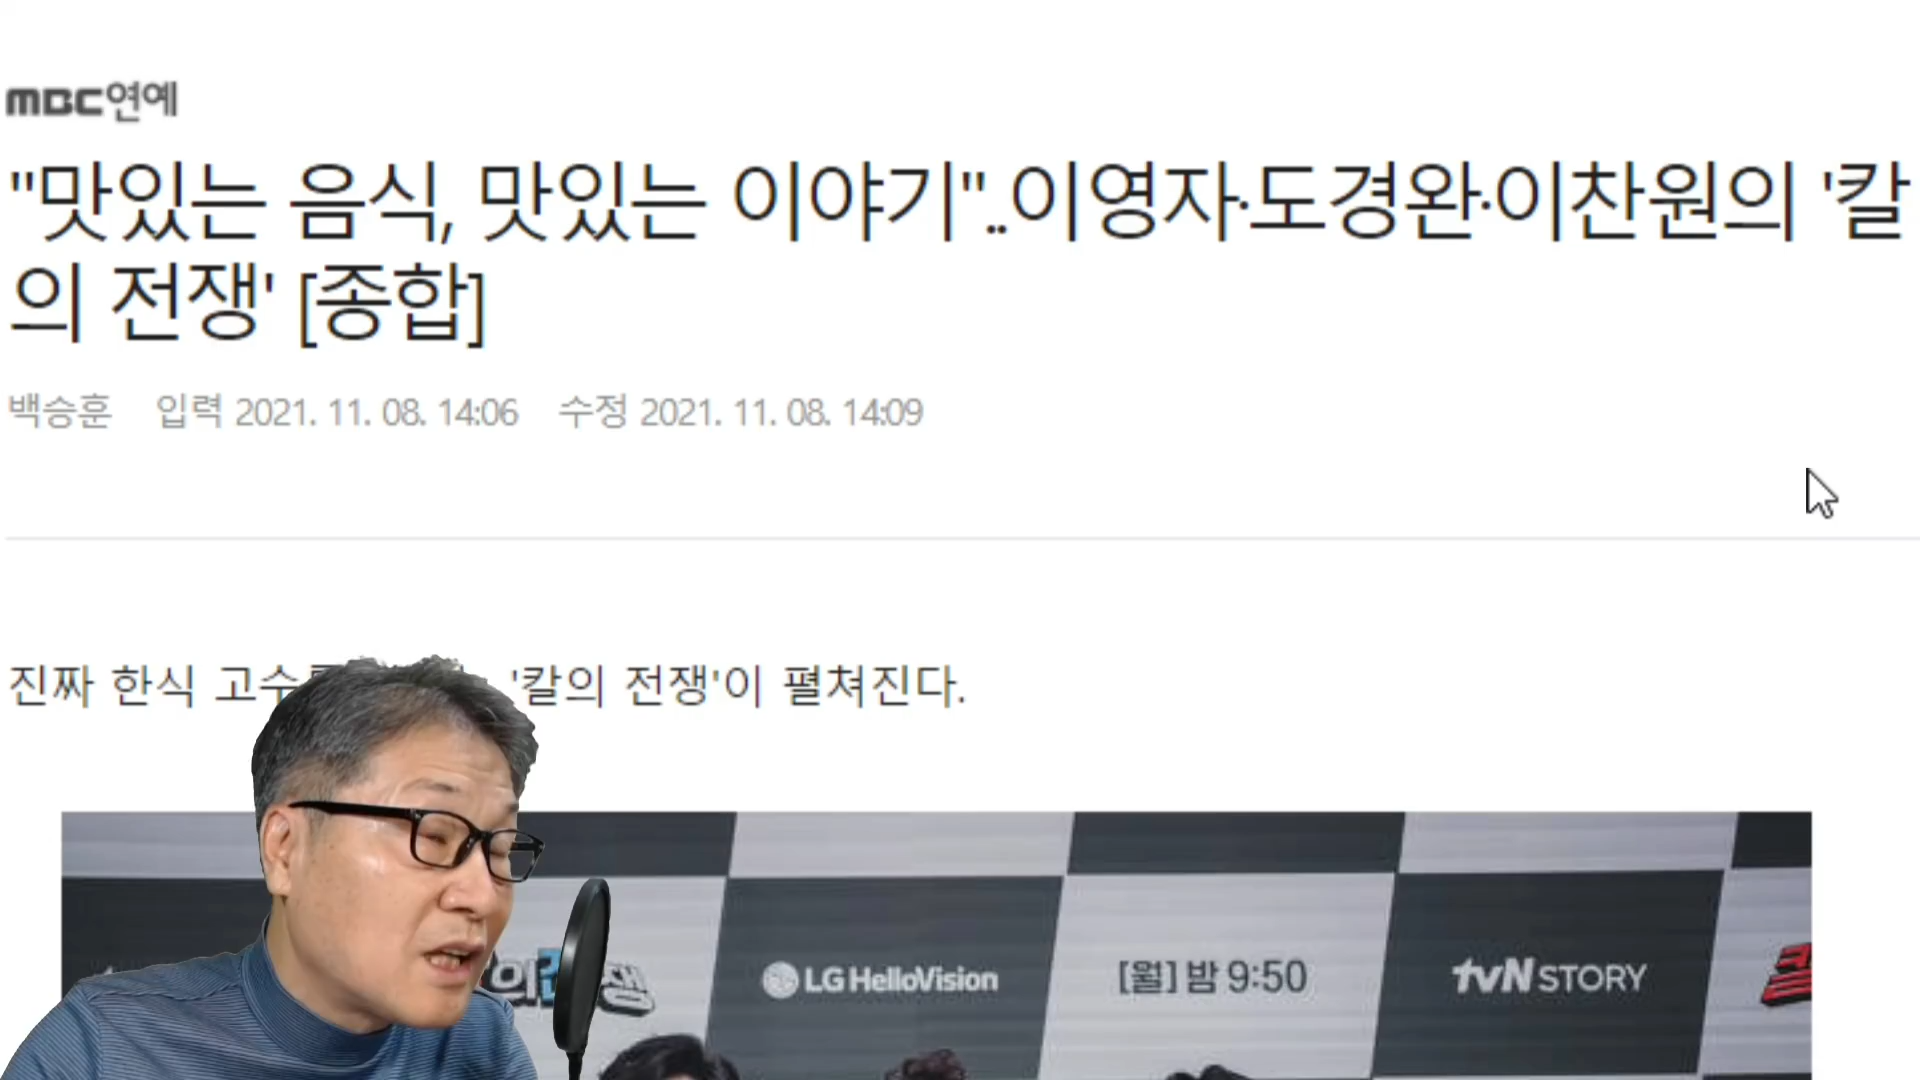 MBC연예
"맛있는 음식, 맛있는 이야기"..이영자·도경완·이찬원의 '칼
의 전쟁' [종합]
백승훈 입력 2021. 11. 08. 14:06 수정 2021. 11. 08. 14:09
진짜 한식 '칼의 전쟁'이 펼쳐진다.
LG HelloVision
[월] 밤 9:50
tvN STORY